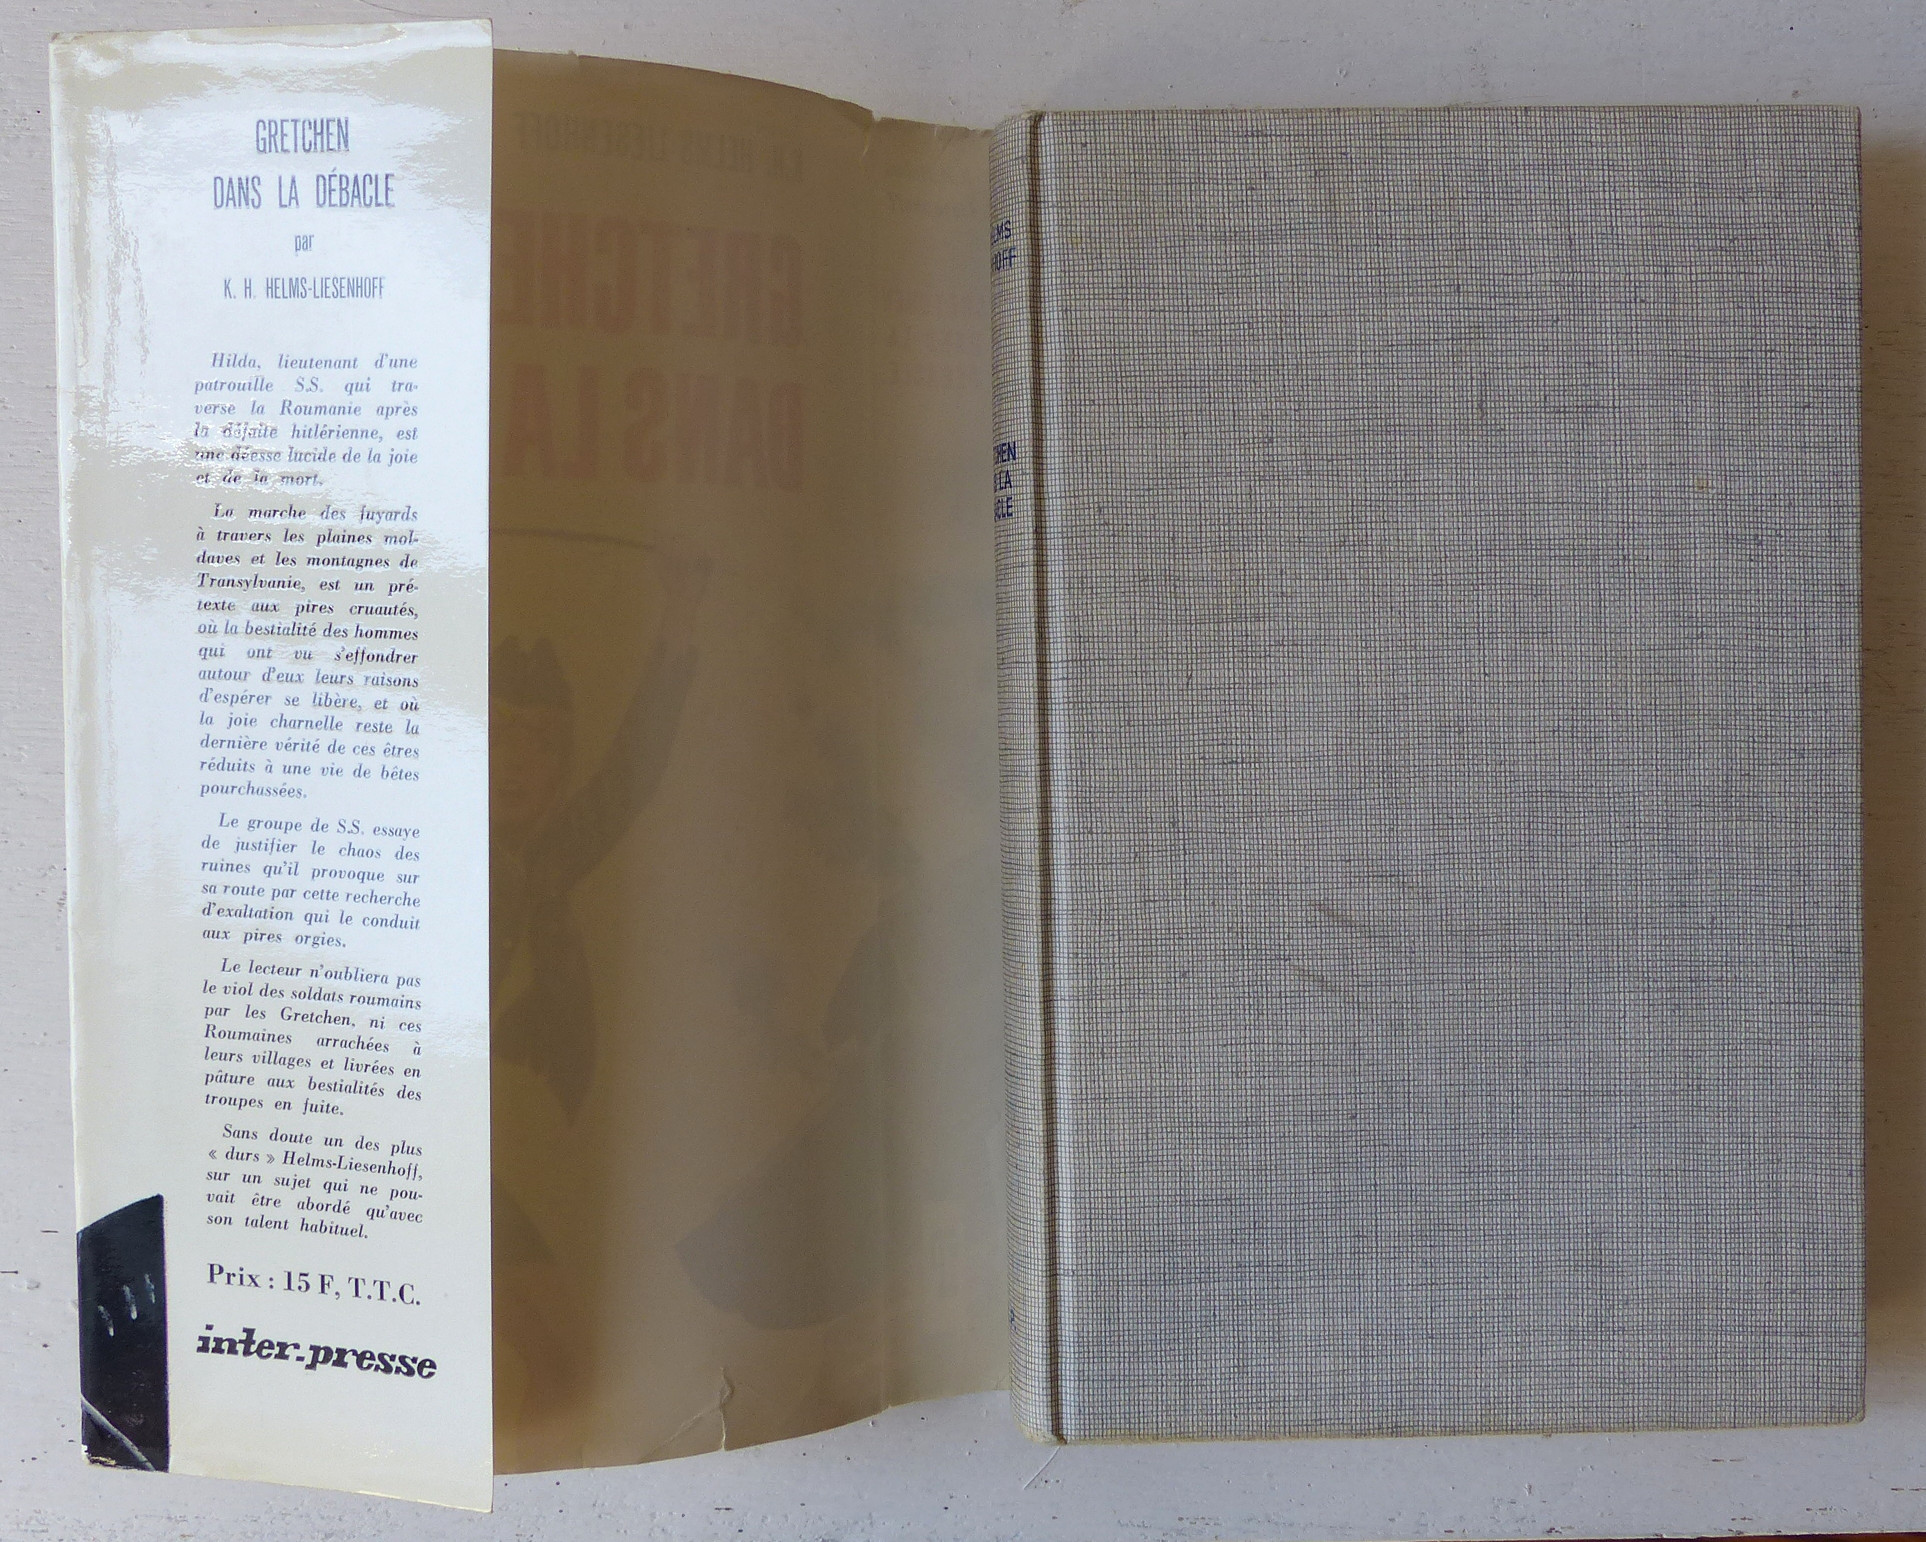 GRETCHEN
DANS LA DÉBACLE
par
K. H. HELMS-LIESENHOFF
Hilda, lieutenant d'une
patrouille S.S. qui tra-
verse la Roumanie après
la défaite hitlérienne, est
une déesse lucide de la joie
et de la mort.
La marche des fuyards
à travers les plaines mol-
daves et les montagnes de
Transylvanie, est un pré-
texte aux pires cruautés,
où la bestialité des hommes
qui ont vu s'effondrer
autour d'eux leurs raisons
d'espérer se libère, et où
la joie charnelle reste la
dernière vérité de ces êtres
réduits à une vie de bêtes
pourchassées.
Le groupe de S.S. essaye
de justifier le chaos des
ruines qu'il provoque sur
sa route par cette recherche
d'exaltation qui le conduit
aux pires orgies.
Le lecteur n'oubliera pas
le viol des soldats roumains
par les Gretchen, ni ces
Roumaines arrachées à
leurs villages et livrées en
pâture aux bestialités des
troupes en fuite.
Sans doute un des plus
« durs » Helms-Liesenhoff,
sur un sujet qui ne pou-
vait être abordé qu'avec
son talent habituel.
Prix : 15 F, T.T.C.
inter-presse
GRETCHE
DANS LA
LMS
HOFF
CHEN
LA
CLE